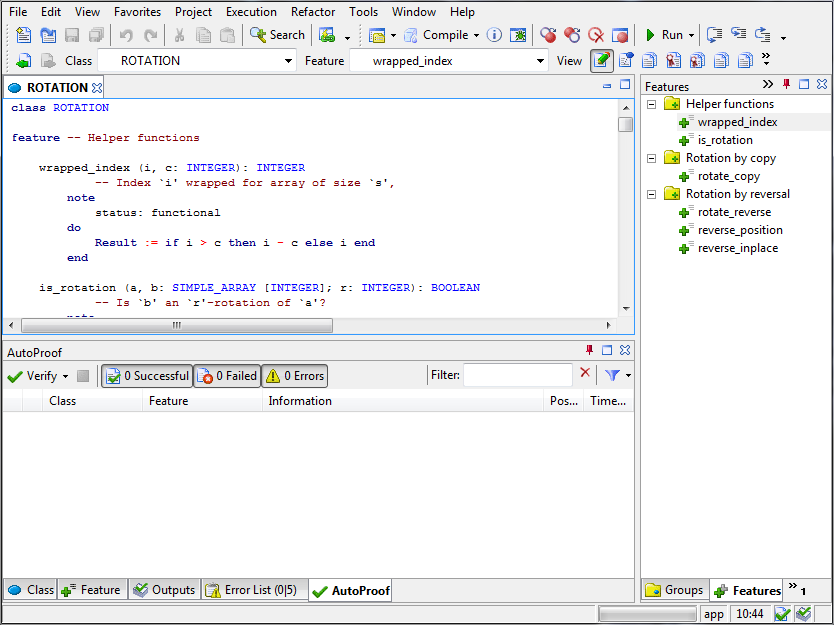 File Edit View Favorites Project Execution Refactor Tools Window Help
Search Compile Run
Class ROTATION Feature wrapped_index View
ROTATION
class ROTATION
feature -- Helper functions
wrapped_index (i, c: INTEGER): INTEGER
-- Index `i' wrapped for array of size `s',
note
status: functional
do
Result := if i > c then i - c else i end
end
is_rotation (a, b: SIMPLE_ARRAY [INTEGER]; r: INTEGER): BOOLEAN
-- Is `b' an `r'-rotation of `a'?
note
Features
Helper functions
wrapped_index
is_rotation
Rotation by copy
rotate_copy
Rotation by reversal
rotate_reverse
reverse_position
reverse_inplace
AutoProof
Verify 0 Successful 0 Failed 0 Errors Filter:
Class Feature Information Pos... Time...
Class Feature Outputs Error List (0|5) AutoProof
Groups Features 1
app 10:44